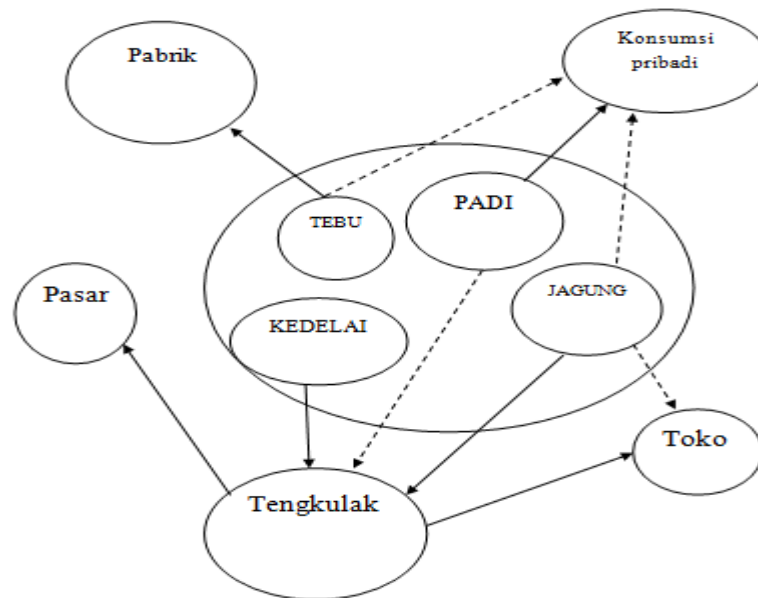 Pabrik
Konsumsi
pribadi
TEBU
PADI
Pasar
KEDELAI
JAGUNG
Toko
Tengkulak